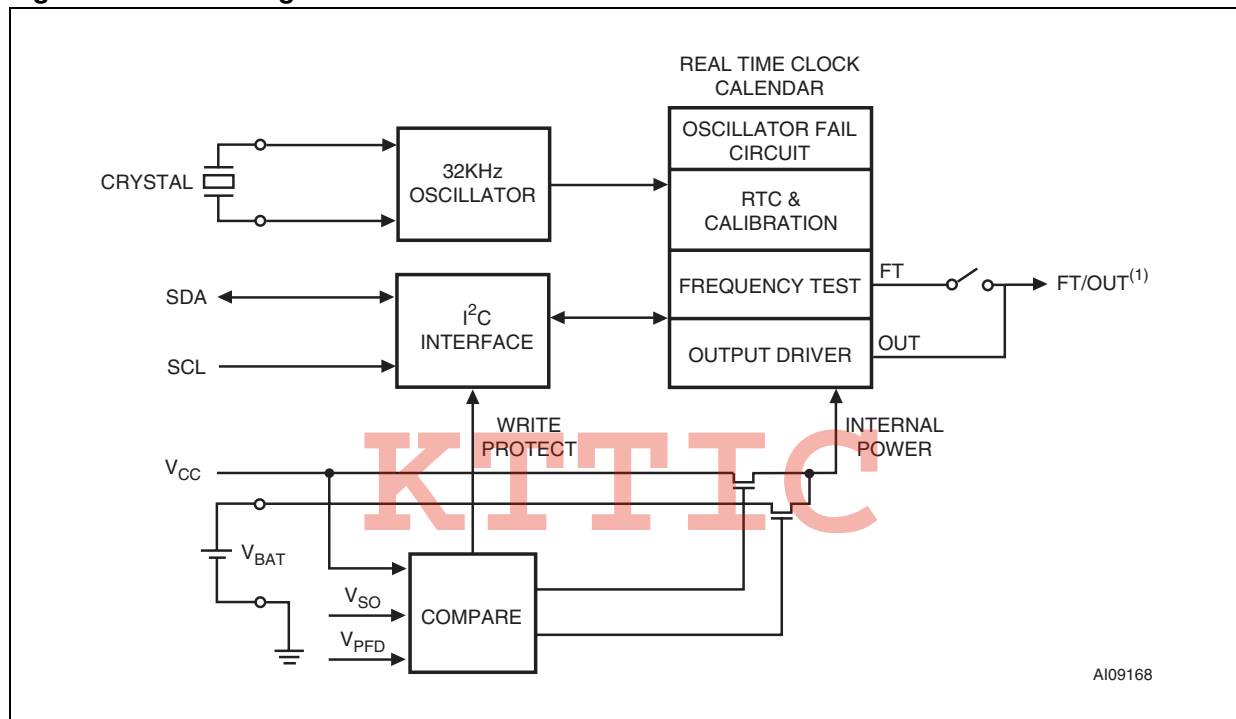 REAL TIME CLOCK
CALENDAR
OSCILLATOR FAIL
CIRCUIT
CRYSTAL
32KHz
OSCILLATOR
RTC &
CALIBRATION
FREQUENCY TEST
FT
FT/OUT(1)
SDA
I2C
INTERFACE
OUTPUT DRIVER
OUT
SCL
WRITE
PROTECT
INTERNAL
POWER
VCC
KTTIC
VBAT
VSO
COMPARE
VPFD
AI09168